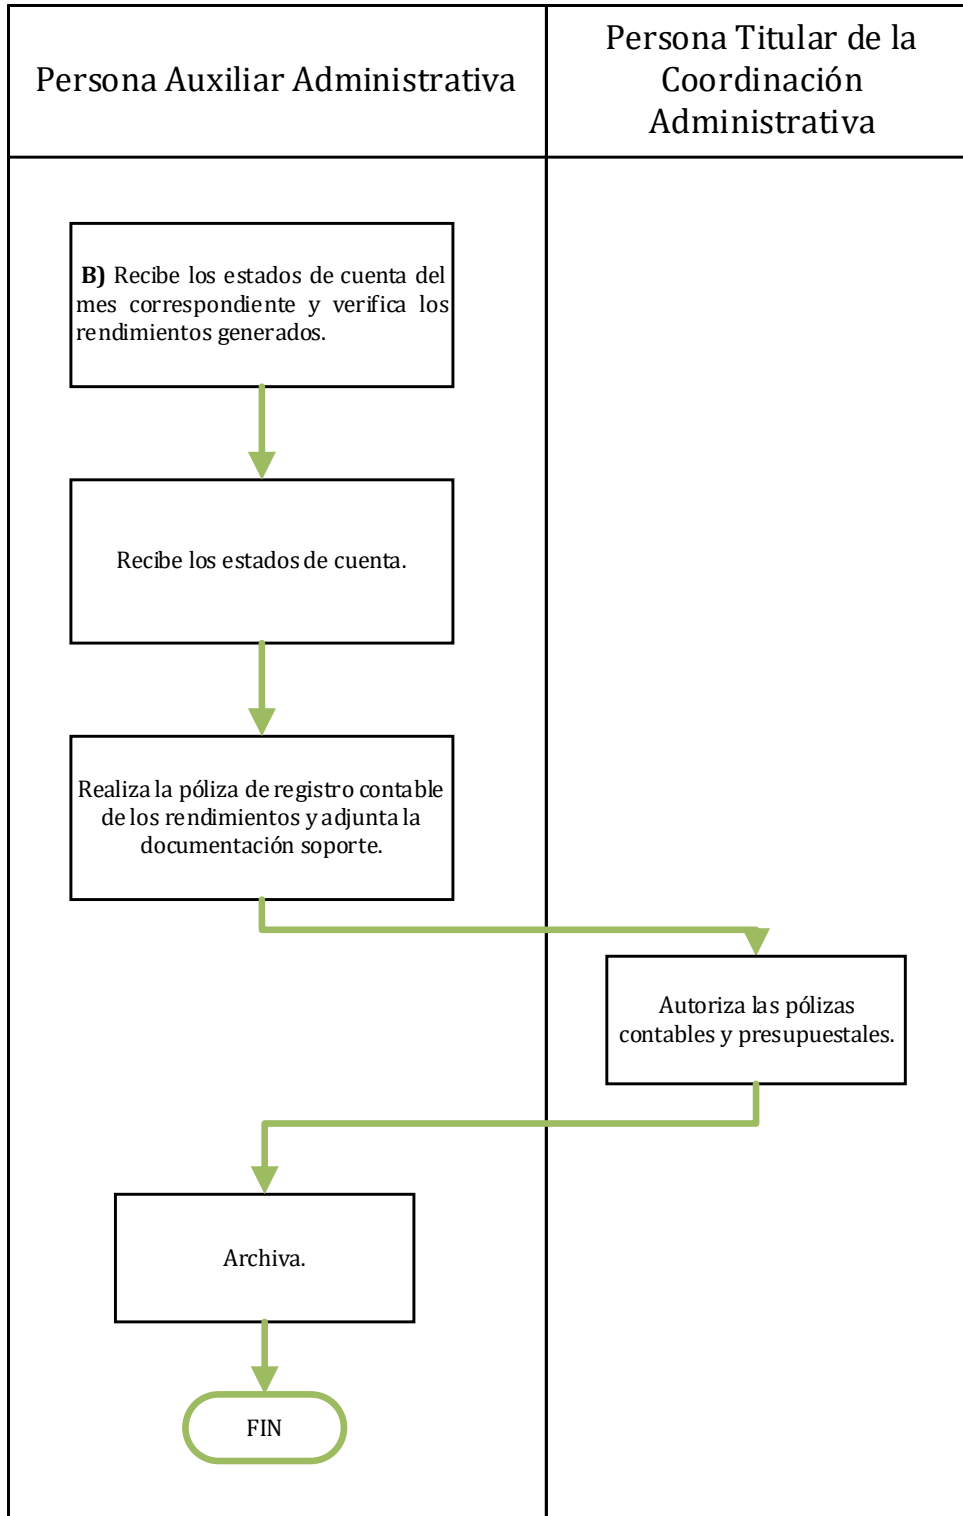 Persona Auxiliar Administrativa
Persona Titular de la
Coordinación
Administrativa
B) Recibe los estados de cuenta del
mes correspondiente y verifica los
rendimientos generados.
Recibe los estados de cuenta.
Realiza la póliza de registro contable
de los rendimientos y adjunta la
documentación soporte.
Autoriza las pólizas
contables y presupuestales.
Archiva.
FIN